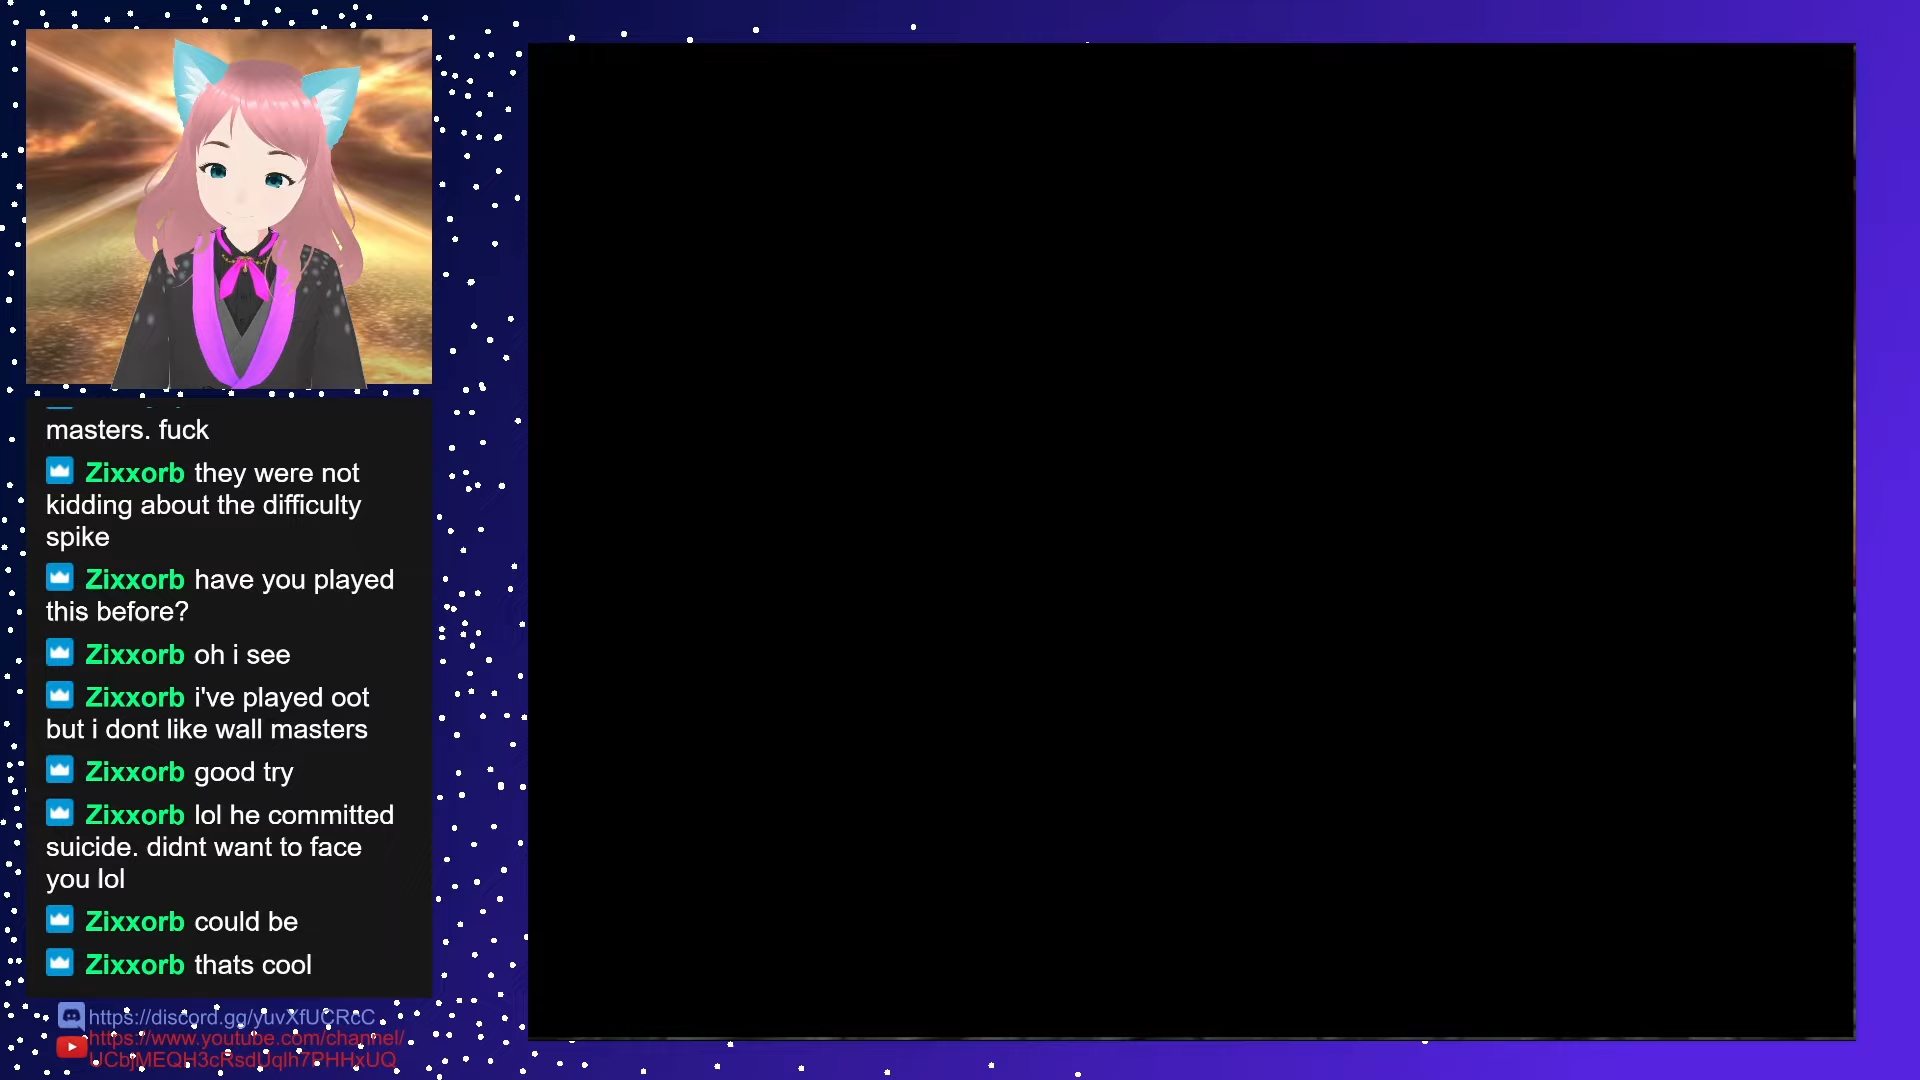 masters. fuck
Zixxorb they were not
kidding about the difficulty
spike
Zixxorb have you played
this before?
Zixxorb oh i see
Zixxorb i've played oot
but i dont like wall masters
Zixxorb good try
Zixxorb lol he committed
suicide. didnt want to face
you lol
Zixxorb could be
Zixxorb thats cool
https://discord.gg/yuvXfUCRcC
https://www.youtube.com/channel/
UCbjMEQH3cRsdUqlh7PHHxUQ